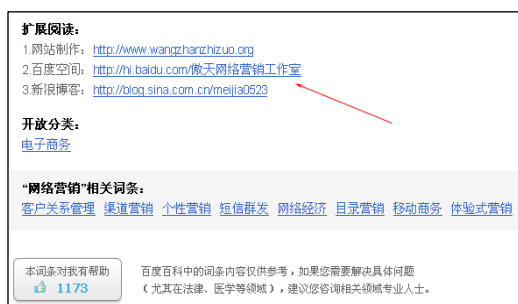 扩展阅读：
1.网站制作：http://www.wangzhanzhizuo.org
2.百度空间：http://hi.baidu.com/傲天网络营销工作室
3.新浪博客：http://blog.sina.com.cn/meijia0523
开放分类：
电子商务
“网络营销”相关词条：
客户关系管理 渠道营销 个性营销 短信群发 网络经济 目录营销 移动商务 体验式营销
本词条对我有帮助
1173
百度百科中的词条内容仅供参考，如果您需要解决具体问题
（尤其在法律、医学等领域），建议您咨询相关领域专业人士。